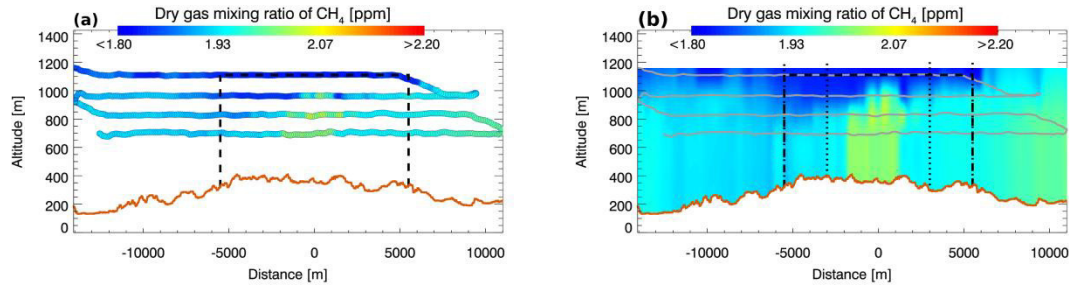 (a) Dry gas mixing ratio of CH4 [ppm]
<1.80 1.93 2.07 >2.20
1400
1200
1000
800
600
400
200
0
Altitude [m]
-10000 -5000 0 5000 10000
Distance [m]
(b) Dry gas mixing ratio of CH4 [ppm]
<1.80 1.93 2.07 >2.20
1400
1200
1000
800
600
400
200
0
Altitude [m]
-10000 -5000 0 5000 10000
Distance [m]